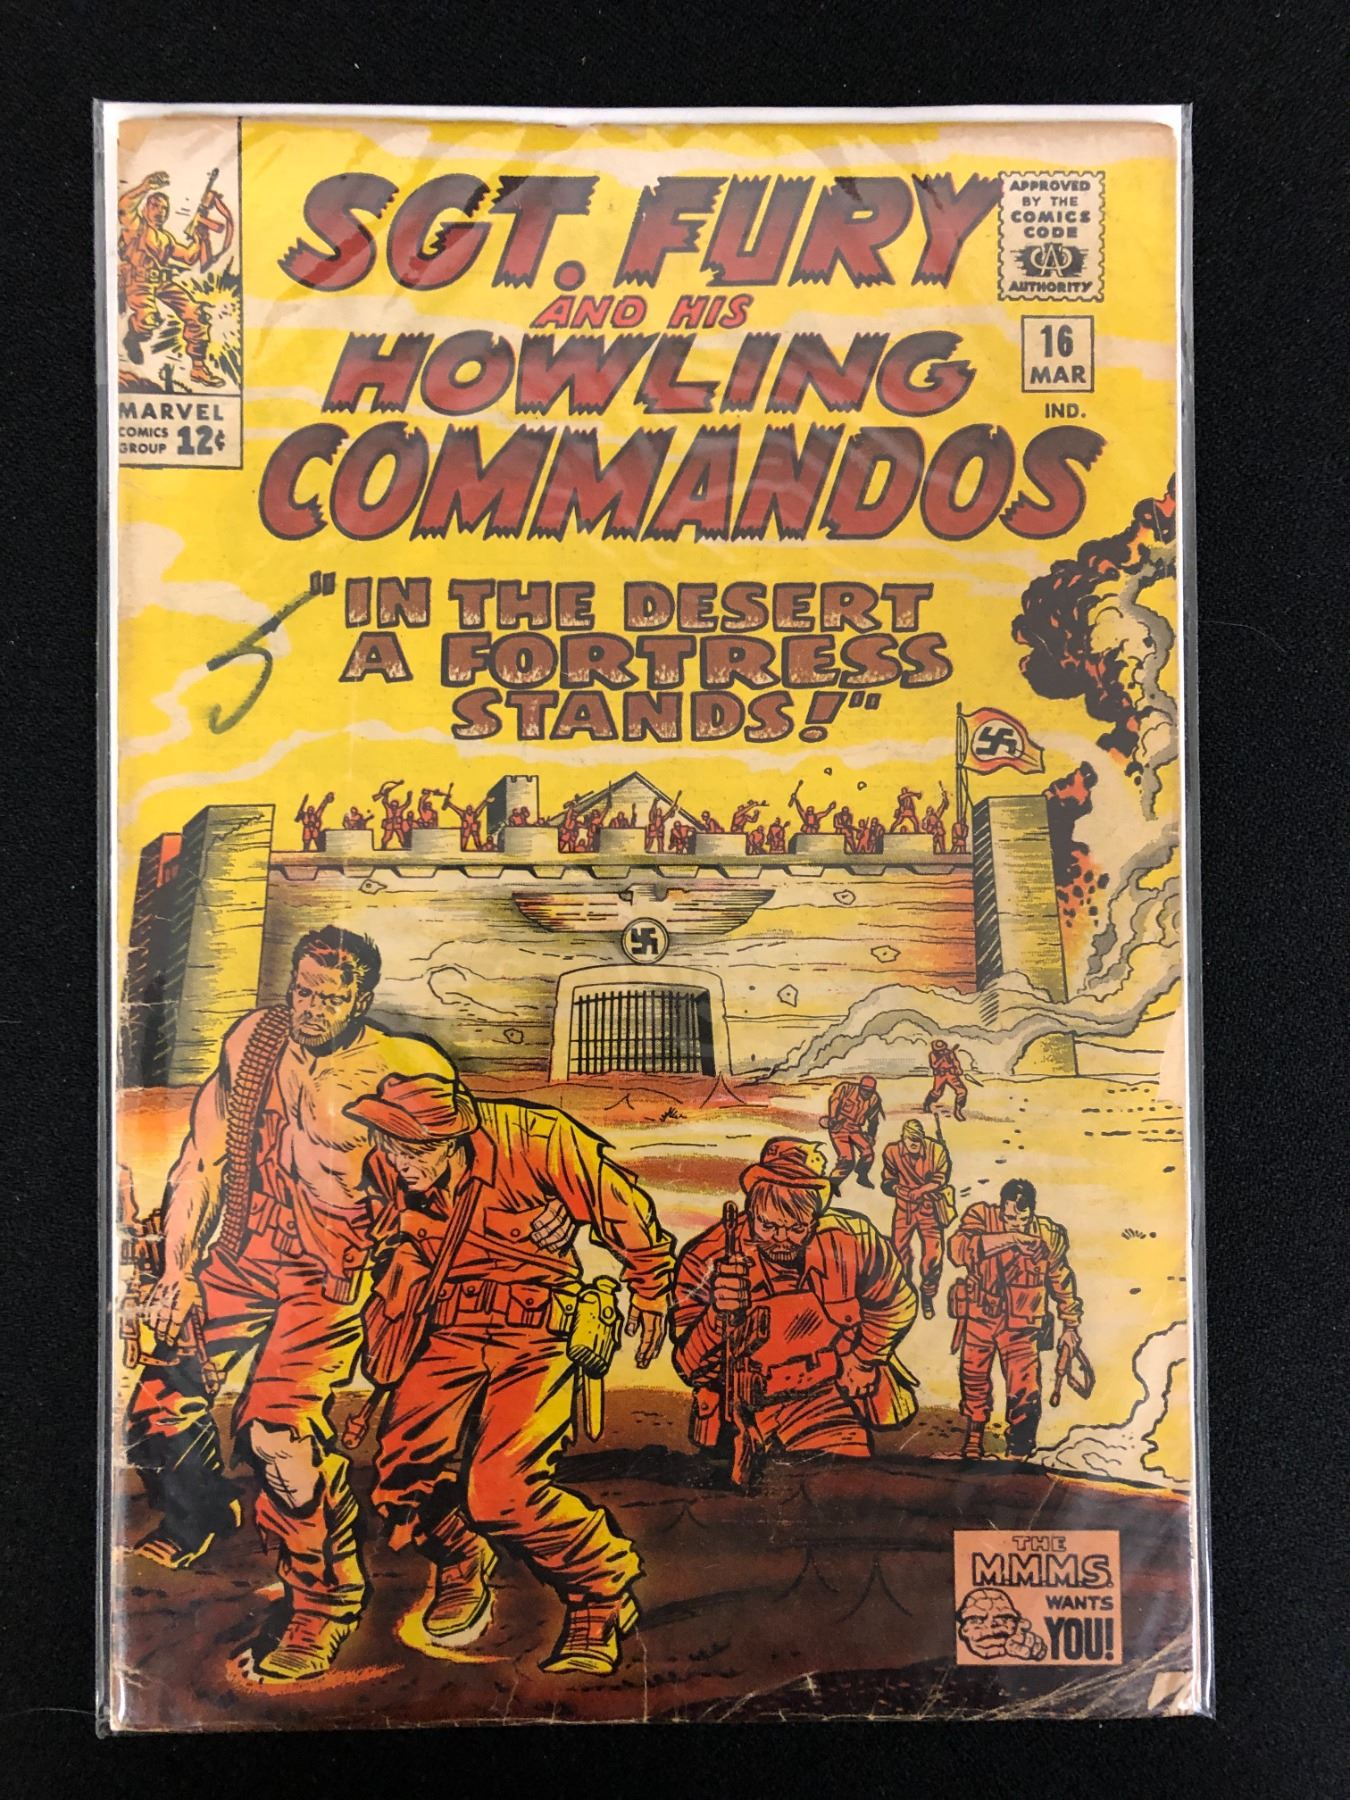 SGT. FURY
AND HIS
HOWLING
COMMANDOS
APPROVED
BY THE
COMICS
CODE
CA
AUTHORITY
16
MAR
IND.
MARVEL
COMICS
GROUP 12¢
"IN THE DESERT
A FORTRESS
STANDS!"
5
THE
M.M.M.S.
WANTS
YOU!